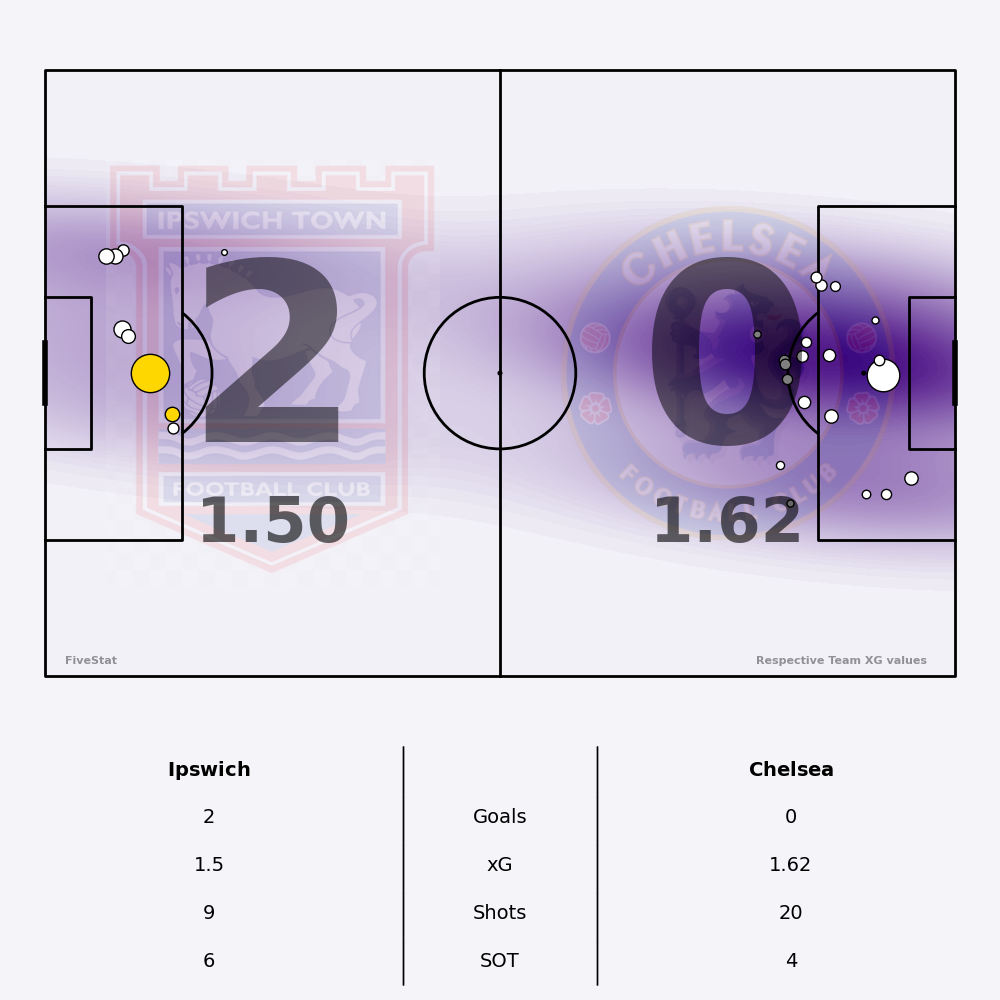 IPSWICH TOWN
FOOTBALL CLUB
CHELSEA
FOOTBALL CLUB
2
0
1.50
1.62
FiveStat
Respective Team XG values
Ipswich
Chelsea
2 Goals 0
1.5 xG 1.62
9 Shots 20
6 SOT 4